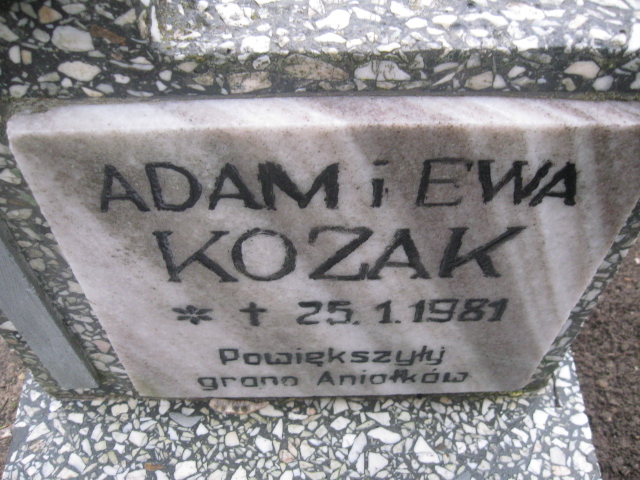 ADAM i EWA
KOZAK
* † 25.1.1981
Powiększyły
grono Aniołków